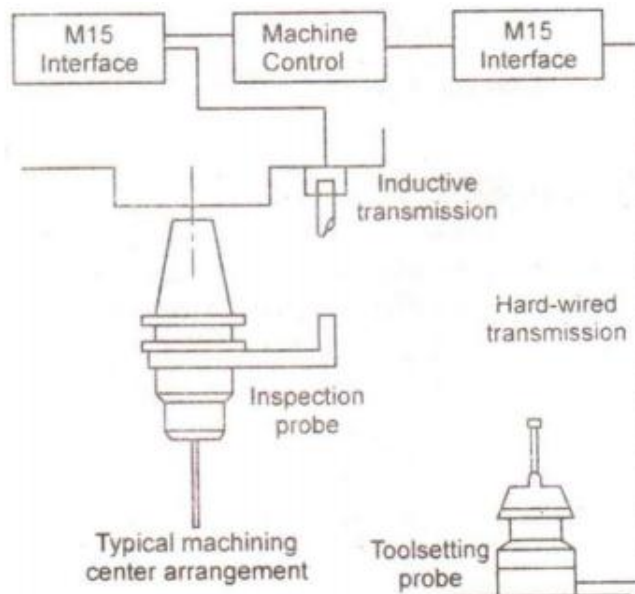 M15
Interface
Machine
Control
M15
Interface
Inductive
transmission
Hard-wired
transmission
Inspection
probe
Typical machining
center arrangement
Toolsetting
probe